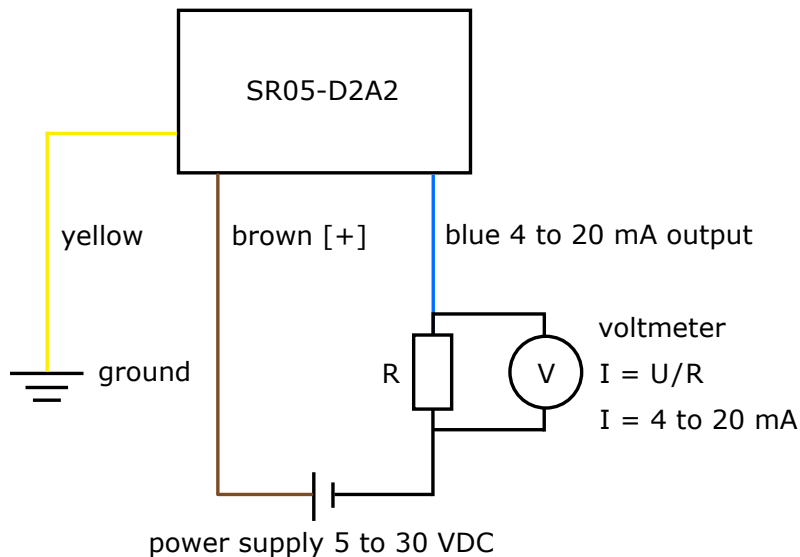 SR05-D2A2
yellow
brown [+]
blue 4 to 20 mA output
ground
R
V
voltmeter
I = U/R
I = 4 to 20 mA
power supply 5 to 30 VDC